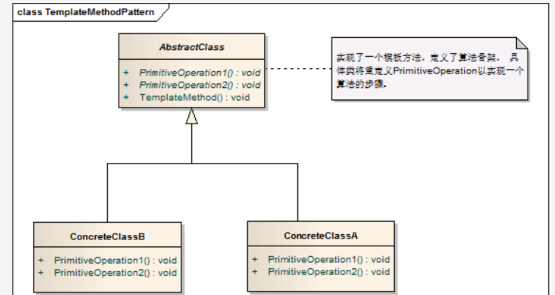 class TemplateMethodPattern
AbstractClass
+ PrimitiveOperation1() : void
+ PrimitiveOperation2() : void
+ TemplateMethod() : void
实现了一个模板方法，定义了算法骨架， 具
体类将重定义PrimitiveOperation以实现一个
算法的步骤。
ConcreteClassB
+ PrimitiveOperation1() : void
+ PrimitiveOperation2() : void
ConcreteClassA
+ PrimitiveOperation1() : void
+ PrimitiveOperation2() : void